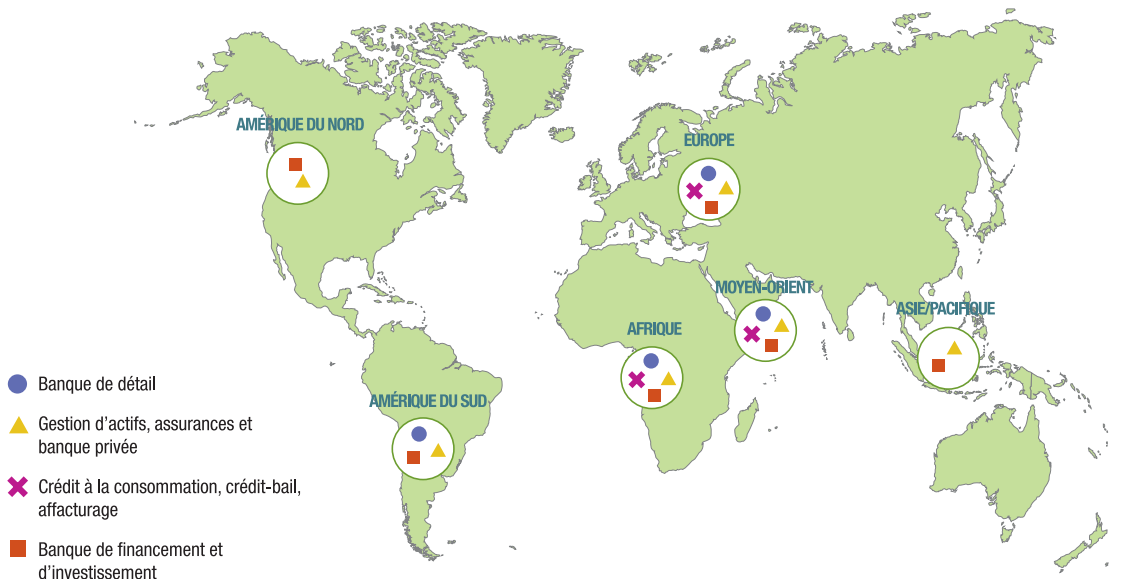 AMÉRIQUE DU NORD
EUROPE
MOYEN-ORIENT
ASIE/PACIFIQUE
AFRIQUE
AMÉRIQUE DU SUD
Banque de détail
Gestion d'actifs, assurances et
banque privée
Crédit à la consommation, crédit-bail,
affacturage
Banque de financement et
d'investissement